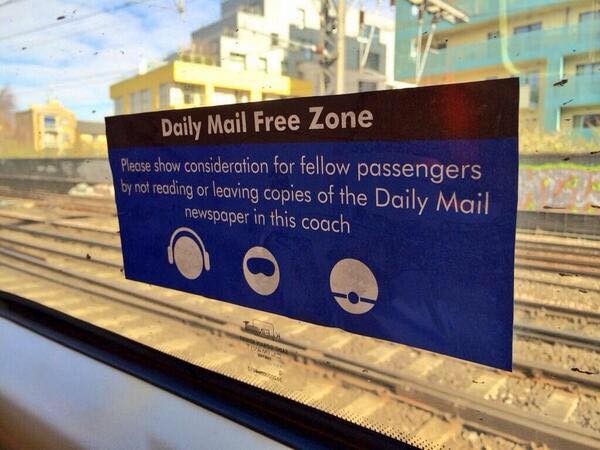 Daily Mail Free Zone
Please show consideration for fellow passengers
by not reading or leaving copies of the Daily Mail
newspaper in this coach